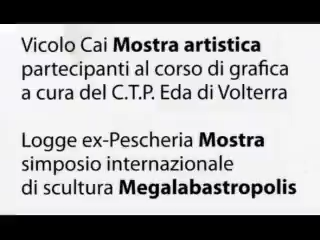 Vicolo Cai Mostra artistica
partecipanti al corso di grafica
a cura del C.T.P. Eda di Volterra
Logge ex-Pescheria Mostra
simposio internazionale
di scultura Megalabastropolis